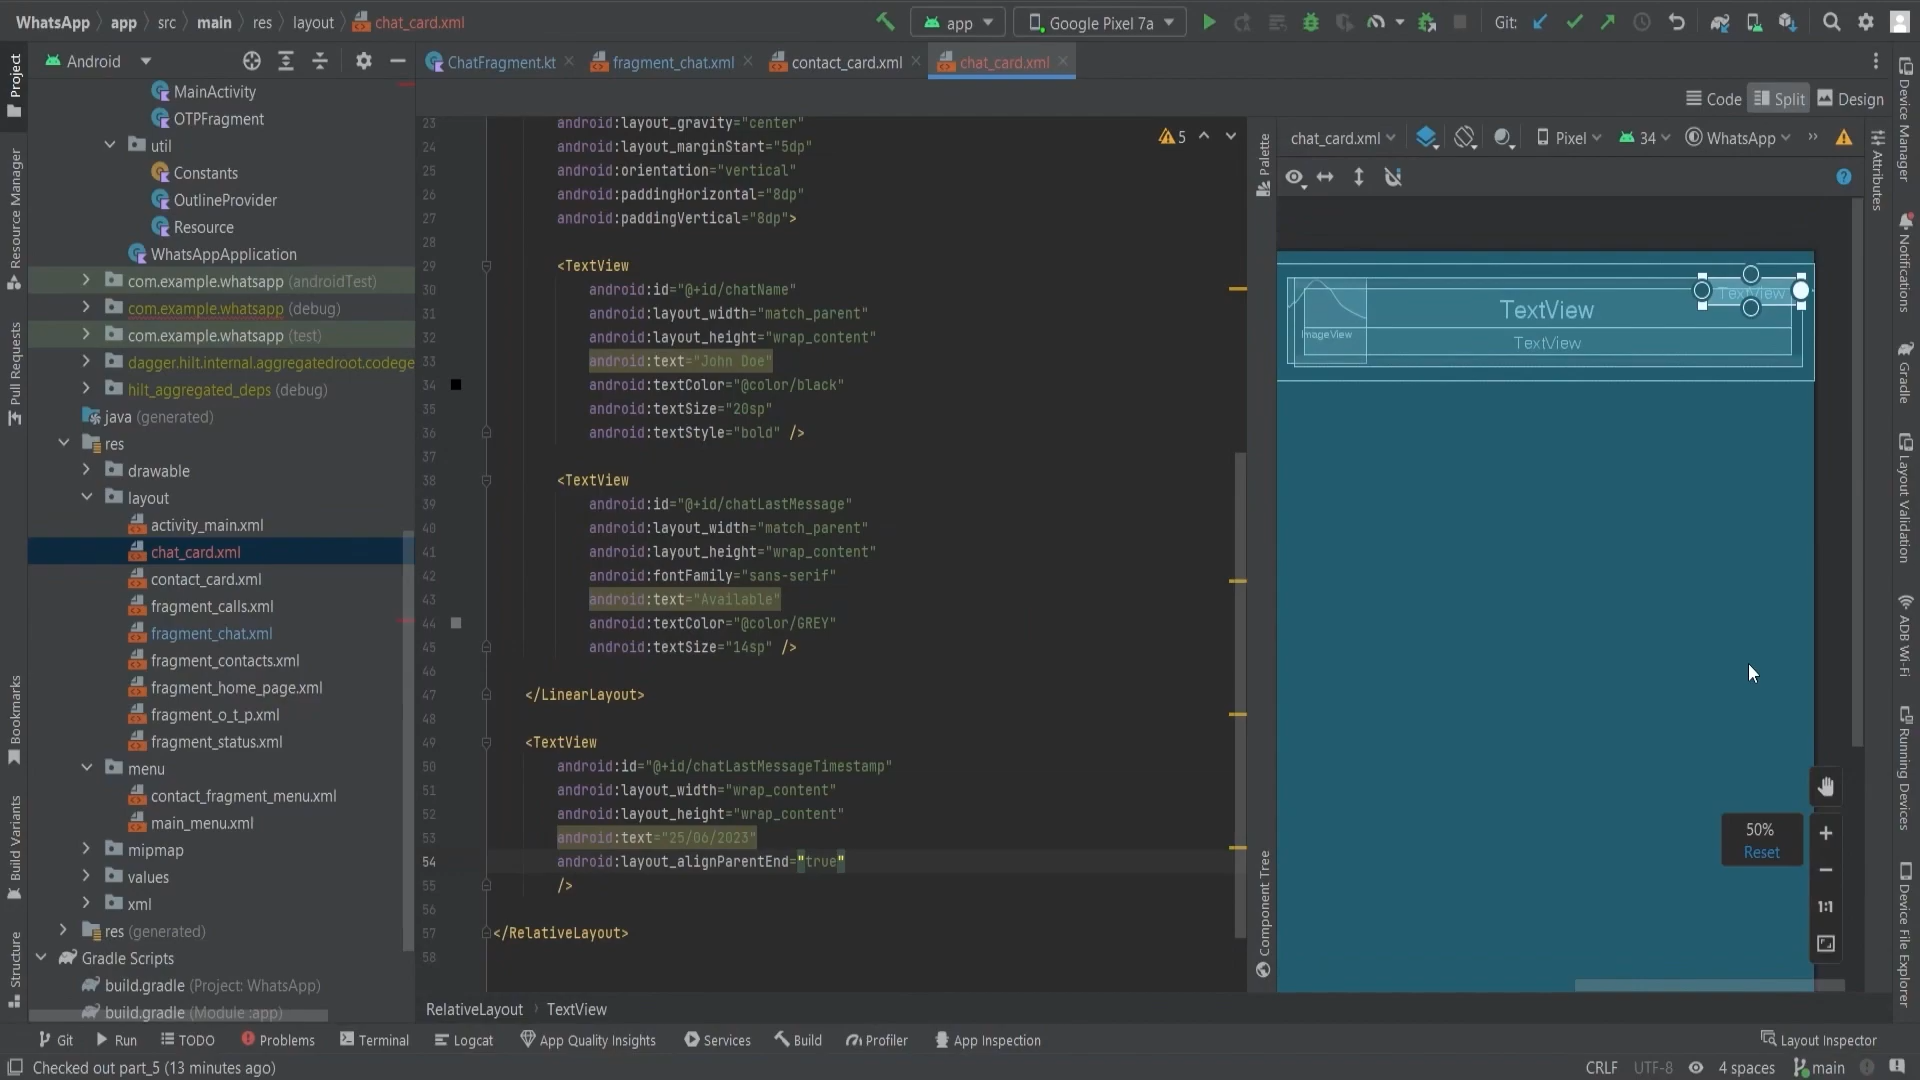 WhatsApp app src main res layout chat_card.xml
app
Google Pixel 7a
Git:
Project
Android
ChatFragment.kt
fragment_chat.xml
contact_card.xml
chat_card.xml
Code
Split
Design
MainActivity
OTPFragment
util
Constants
OutlineProvider
Resource
WhatsAppApplication
com.example.whatsapp (androidTest)
com.example.whatsapp (debug)
com.example.whatsapp (test)
dagger.hilt.internal.aggregatedroot.codege
hilt_aggregated_deps (debug)
java (generated)
res
drawable
layout
activity_main.xml
chat_card.xml
contact_card.xml
fragment_calls.xml
fragment_chat.xml
fragment_contacts.xml
fragment_home_page.xml
fragment_o_t_p.xml
fragment_status.xml
menu
contact_fragment_menu.xml
main_menu.xml
mipmap
values
xml
res (generated)
Gradle Scripts
build.gradle (Project: WhatsApp)
build.gradle (Module :app)
Resource Manager
Pull Requests
Bookmarks
Build Variants
Structure
5
23 android:layout_gravity="center"
24 android:layout_marginStart="5dp"
25 android:orientation="vertical"
26 android:paddingHorizontal="8dp"
27 android:paddingVertical="8dp">
28
29 <TextView
30 android:id="@+id/chatName"
31 android:layout_width="match_parent"
32 android:layout_height="wrap_content"
33 android:text="John Doe"
34 android:textColor="@color/black"
35 android:textSize="20sp"
36 android:textStyle="bold" />
37
38 <TextView
39 android:id="@+id/chatLastMessage"
40 android:layout_width="match_parent"
41 android:layout_height="wrap_content"
42 android:fontFamily="sans-serif"
43 android:text="Available"
44 android:textColor="@color/GREY"
45 android:textSize="14sp" />
46
47 </LinearLayout>
48
49 <TextView
50 android:id="@+id/chatLastMessageTimestamp"
51 android:layout_width="wrap_content"
52 android:layout_height="wrap_content"
53 android:text="25/06/2023"
54 android:layout_alignParentEnd="true"
55 />
56
57 </RelativeLayout>
58
RelativeLayout TextView
Palette
Component Tree
chat_card.xml
Pixel
34
WhatsApp
Attributes
TextView
TextView
TextView
ImageView
50%
Reset
1:1
Device Manager
Notifications
Gradle
Layout Validation
ADB Wi-Fi
Running Devices
Device File Explorer
Git
Run
TODO
Problems
Terminal
Logcat
App Quality Insights
Services
Build
Profiler
App Inspection
Layout Inspector
Checked out part_5 (13 minutes ago)
CRLF
UTF-8
4 spaces
main